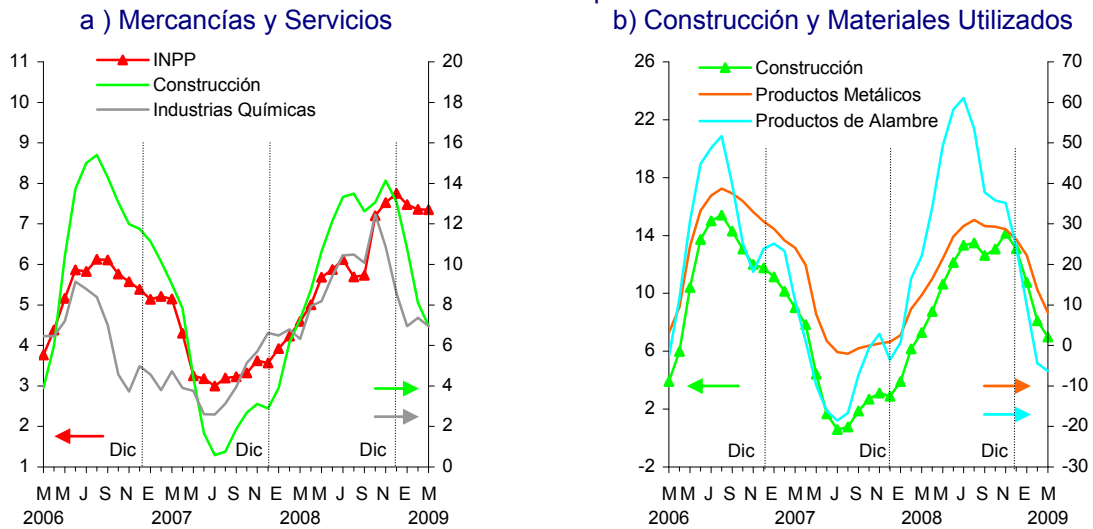 a ) Mercancías y Servicios
11
10
9
8
7
6
5
4
3
2
1
INPP
Construcción
Industrias Químicas
20
18
16
14
12
10
8
6
4
2
0
Dic
Dic
Dic
M M J S N E M M J S N E M M J S N E M
2006 2007 2008 2009
b) Construcción y Materiales Utilizados
26
22
18
14
10
6
2
-2
Construcción
Productos Metálicos
Productos de Alambre
70
60
50
40
30
20
10
0
-10
-20
-30
Dic
Dic
Dic
M M J S N E M M J S N E M M J S N E M
2006 2007 2008 2009